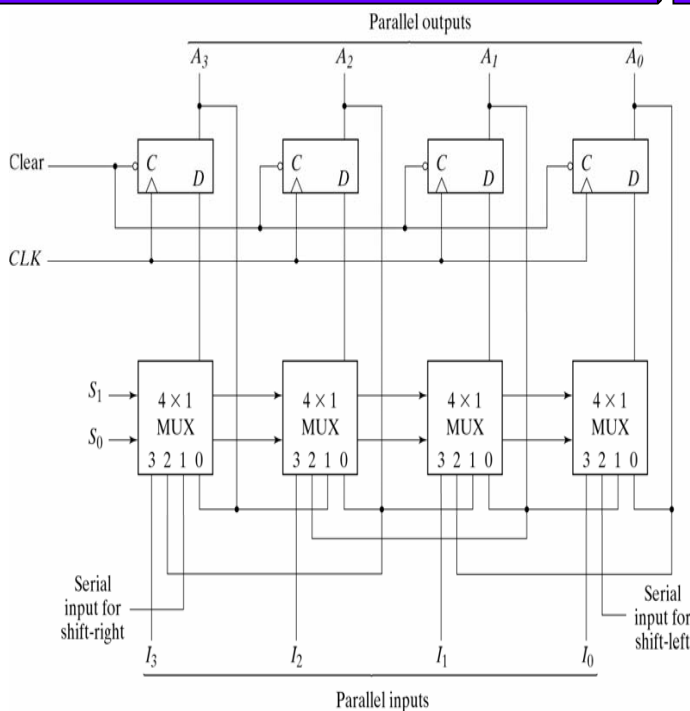 Parallel outputs
A3 A2 A1 A0
Clear C C C C
D D D D
CLK
S1 4 × 1 4 × 1 4 × 1 4 × 1
S0 MUX MUX MUX MUX
3 2 1 0 3 2 1 0 3 2 1 0 3 2 1 0
Serial
input for
shift-right
Serial
input for
shift-left
I3 I2 I1 I0
Parallel inputs